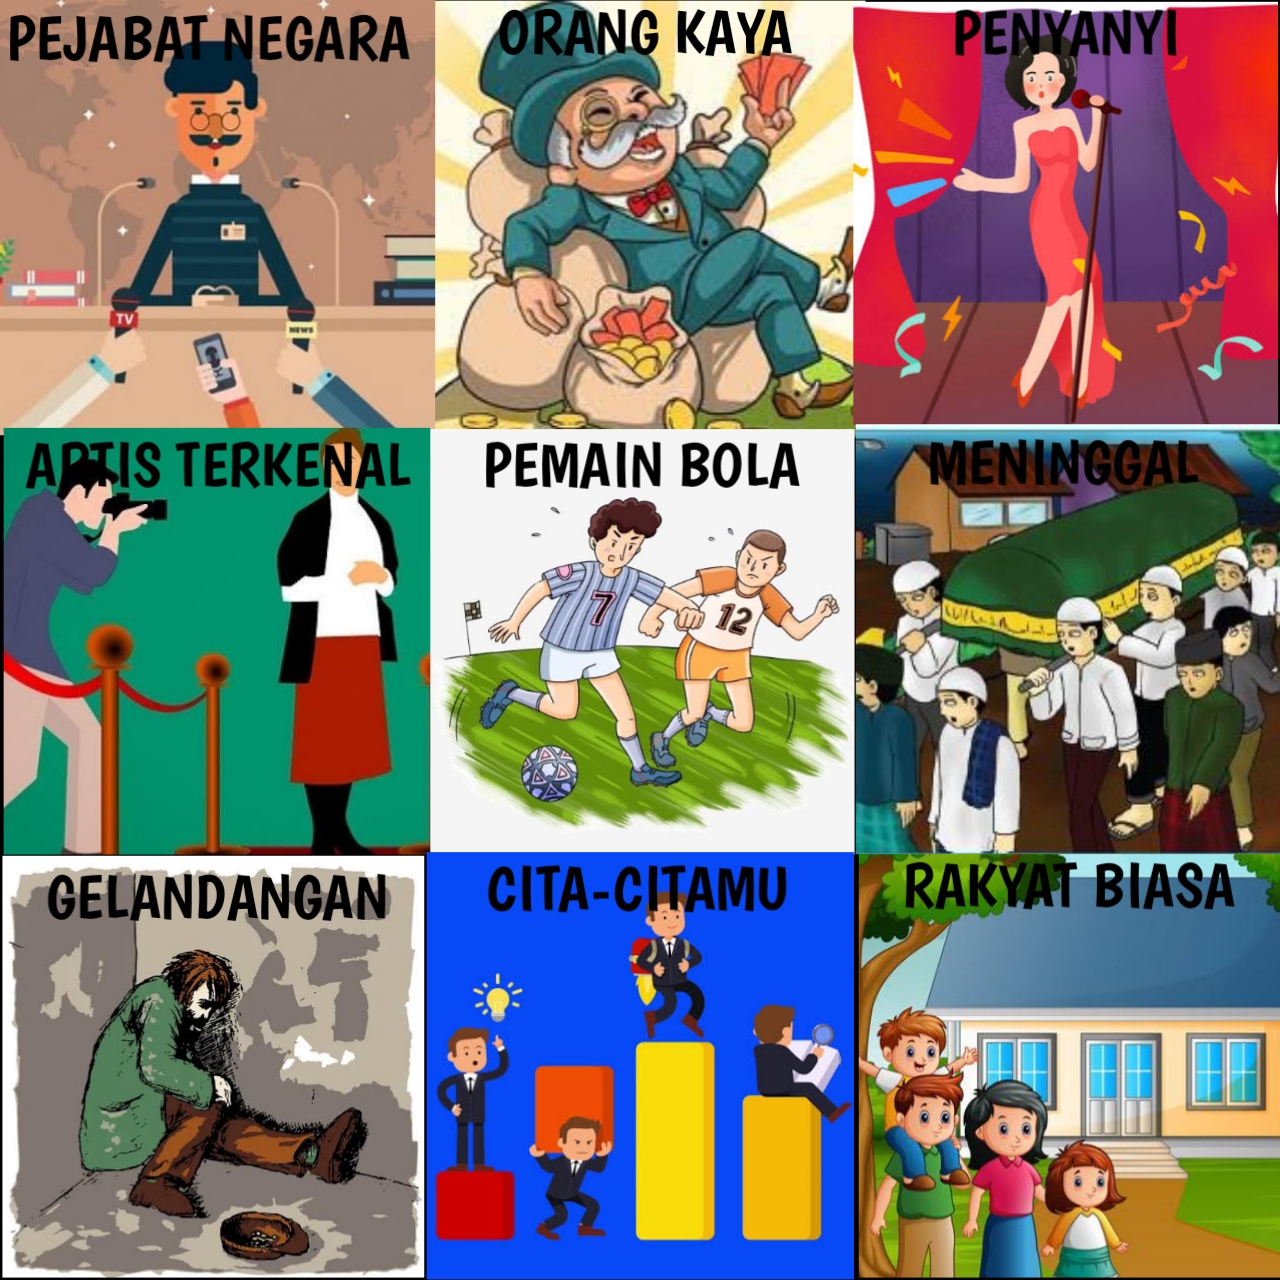 PEJABAT NEGARA
ORANG KAYA
PENYANYI
TV
NEWS
ARTIS TERKENAL
PEMAIN BOLA
MENINGGAL
7
12
GELANDANGAN
CITA-CITAMU
RAKYAT BIASA